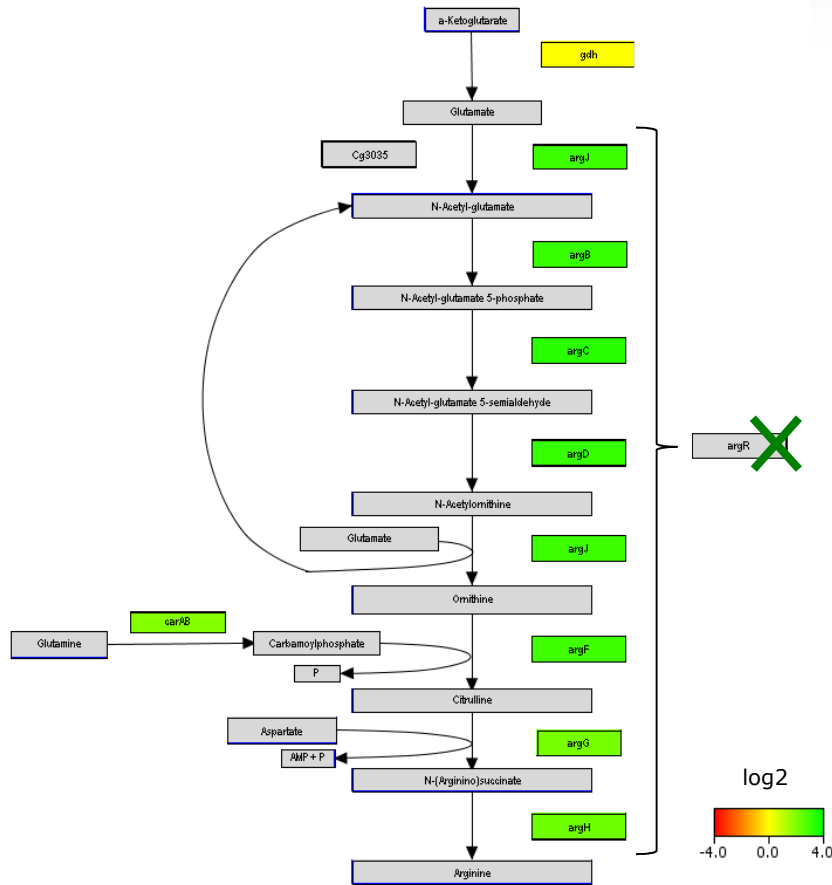 a-Ketoglutarate
gdh
Glutamate
Cg3035
argJ
N-Acetyl-glutamate
argB
N-Acetyl-glutamate 5-phosphate
argC
N-Acetyl-glutamate 5-semialdehyde
argR
argD
N-Acetylornithine
Glutamate
argJ
Ornithine
carAB
Glutamine
Carbamoylphosphate
argF
P
Citrulline
Aspartate
argG
AMP + P
N-(Arginino)succinate
log2
argH
-4.0 0.0 4.0
Arginine